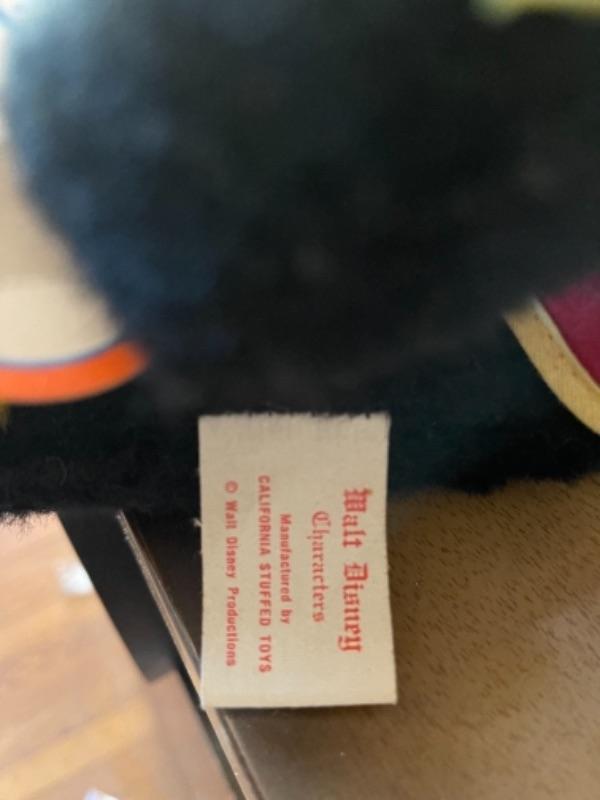 Walt Disney
Characters
Manufactured by
CALIFORNIA STUFFED TOYS
© Walt Disney Productions